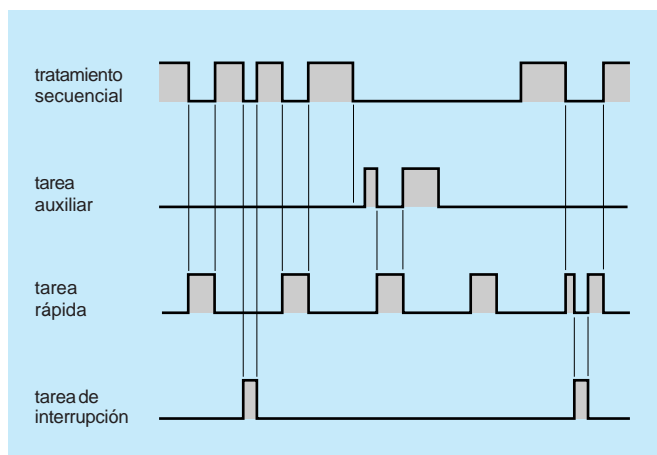 tratamiento
secuencial
tarea
auxiliar
tarea
rápida
tarea de
interrupción